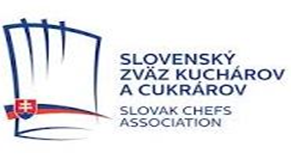 SLOVENSKÝ
ZVÄZ KUCHÁROV
A CUKRÁROV
SLOVAK CHEFS
ASSOCIATION